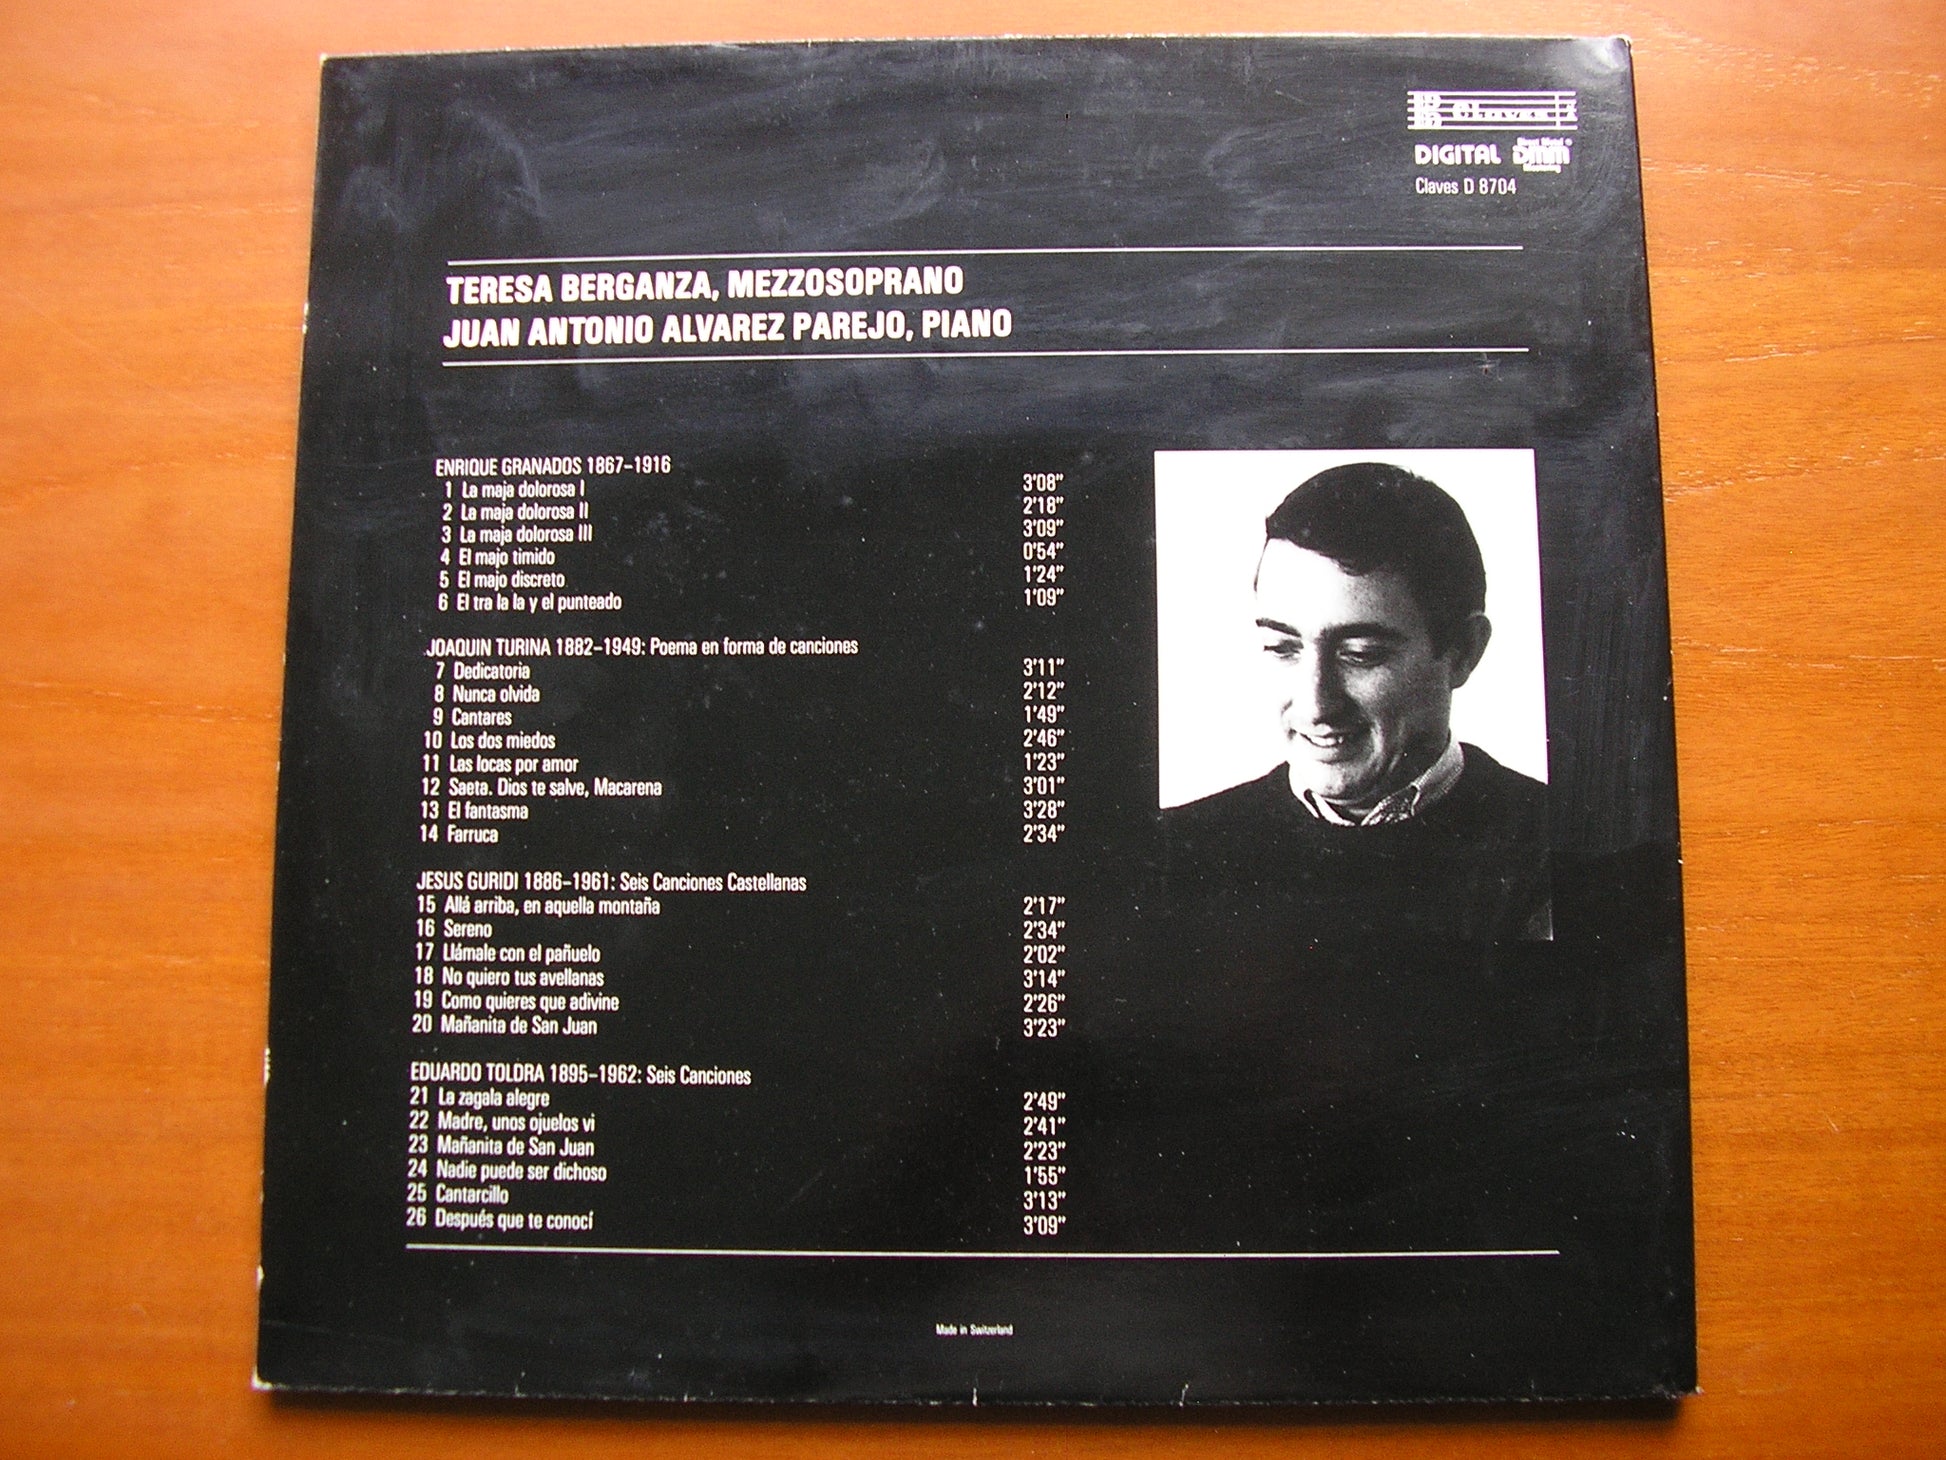 Claves
DIGITAL DMM
Claves D 8704
TERESA BERGANZA, MEZZOSOPRANO
JUAN ANTONIO ALVAREZ PAREJO, PIANO
ENRIQUE GRANADOS 1867–1916
1 La maja dolorosa I 3'08"
2 La maja dolorosa II 2'18"
3 La maja dolorosa III 3'09"
4 El majo timido 0'54"
5 El majo discreto 1'24"
6 El tra la la y el punteado 1'09"
JOAQUIN TURINA 1882–1949: Poema en forma de canciones
7 Dedicatoria 3'11"
8 Nunca olvida 2'12"
9 Cantares 1'49"
10 Los dos miedos 2'46"
11 Las locas por amor 1'23"
12 Saeta. Dios te salve, Macarena 3'01"
13 El fantasma 3'28"
14 Farruca 2'34"
JESUS GURIDI 1886–1961: Seis Canciones Castellanas
15 Allá arriba, en aquella montaña 2'17"
16 Sereno 2'34"
17 Llámale con el pañuelo 2'02"
18 No quiero tus avellanas 3'14"
19 Como quieres que adivine 2'26"
20 Mañanita de San Juan 3'23"
EDUARDO TOLDRA 1895–1962: Seis Canciones
21 La zagala alegre 2'49"
22 Madre, unos ojuelos vi 2'41"
23 Mañanita de San Juan 2'23"
24 Nadie puede ser dichoso 1'55"
25 Cantarcillo 3'13"
26 Después que te conocí 3'09"
Made in Switzerland